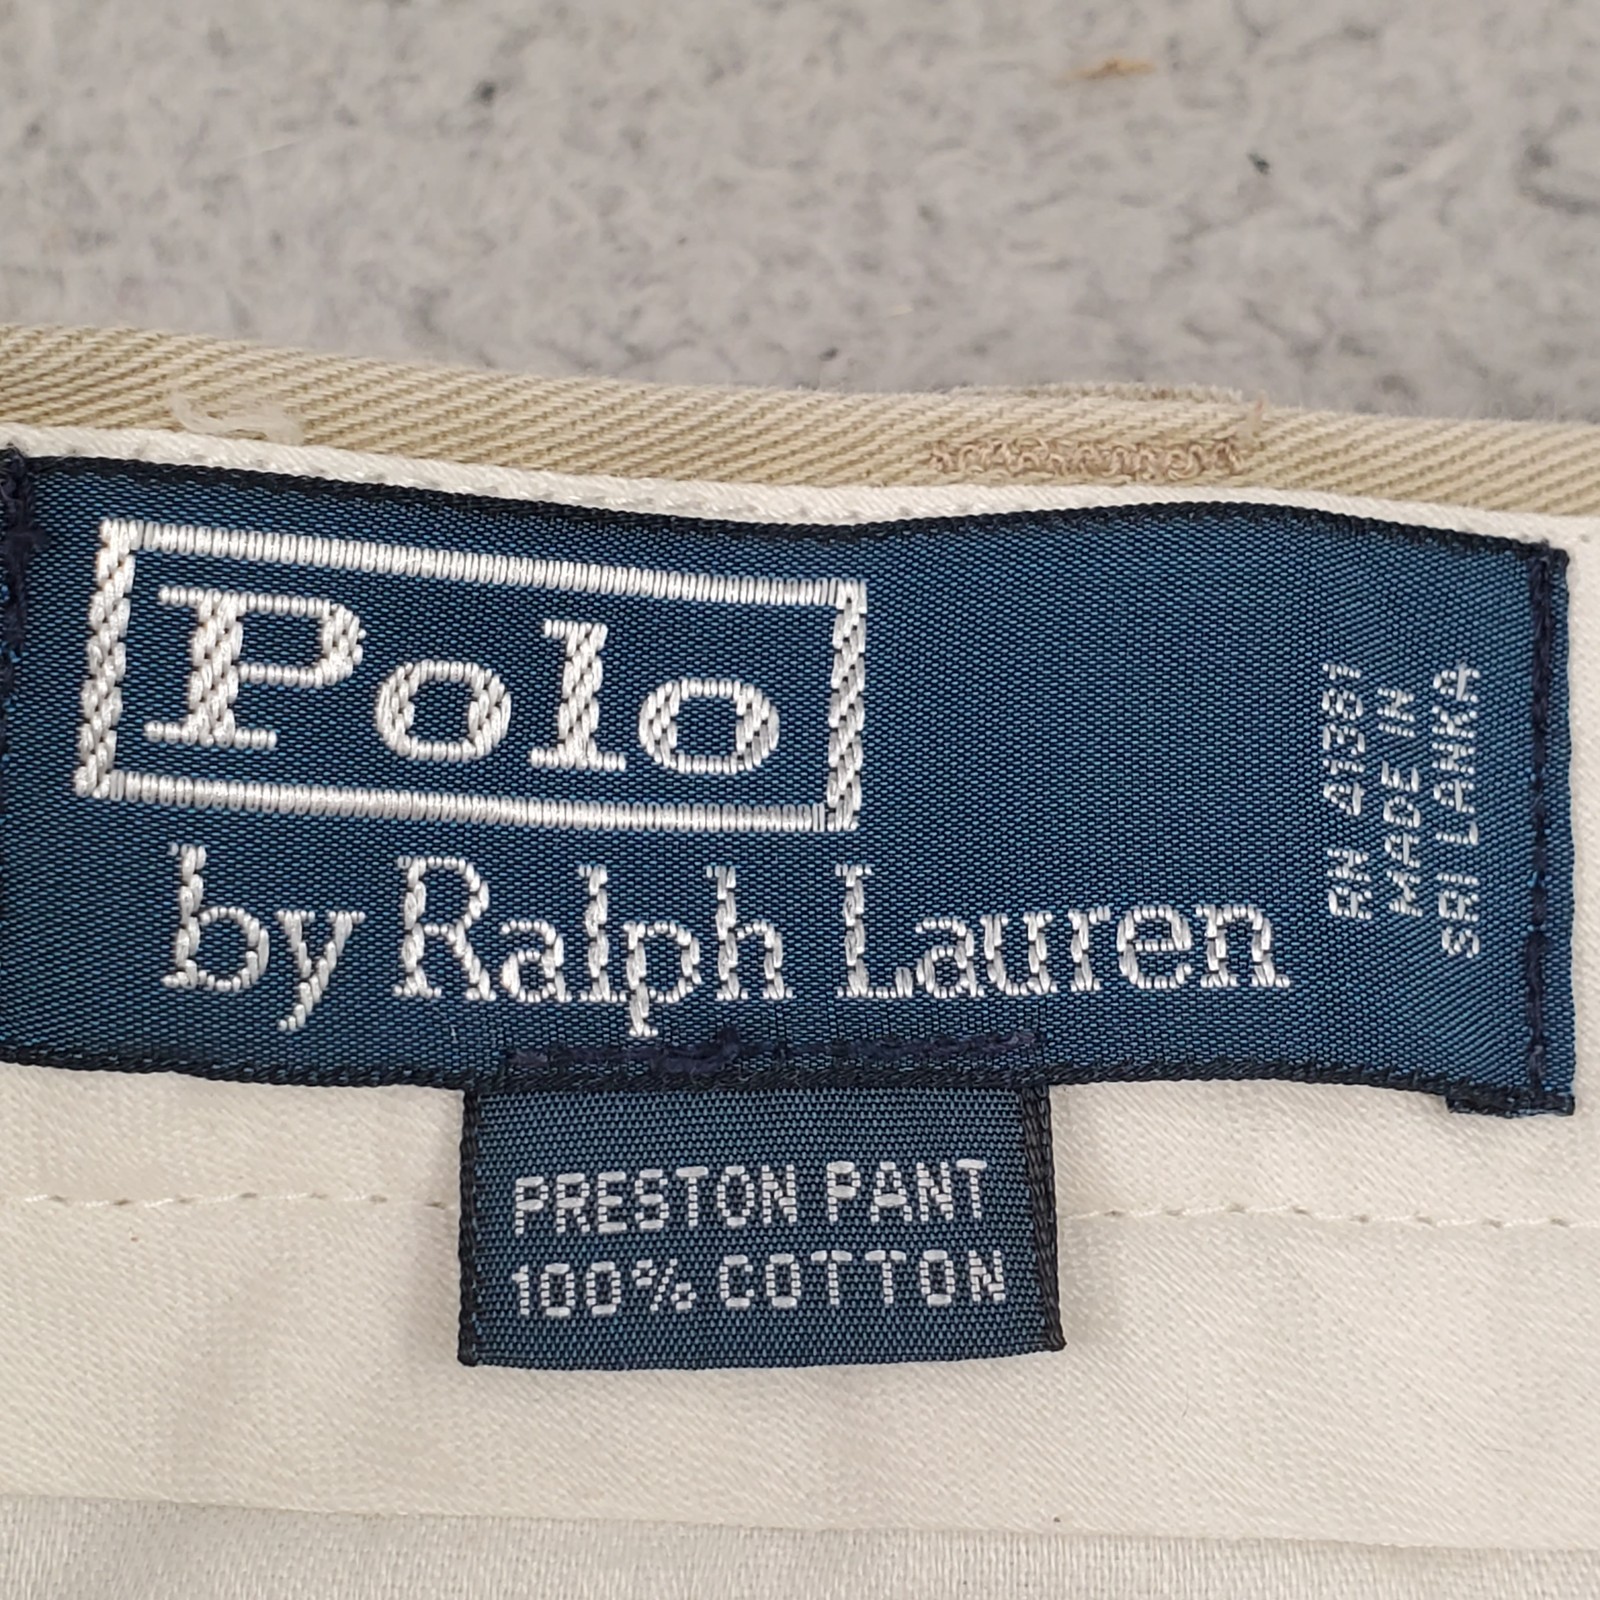 Polo
by Ralph Lauren
RN 41381
MADE IN
SRI LANKA
PRESTON PANT
100% COTTON